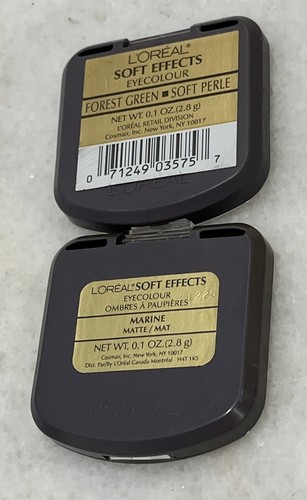 L'ORÉAL®
SOFT EFFECTS
EYECOLOUR
FOREST GREEN ■ SOFT PERLE
NET WT. 0.1 OZ.(2.8 g)
L'ORÉAL RETAIL DIVISION
Cosmair, Inc. New York, NY 10017
0 71249 03575 7
L'ORÉAL
L'ORÉAL® SOFT EFFECTS
EYECOLOUR
OMBRES À PAUPIÈRES
MARINE
MATTE / MAT
NET WT. 0.1 OZ.(2.8 g)
Cosmair, Inc. New York, NY 10017
Dist. Par/By L'Oréal Canada Montréal H4T 1K5